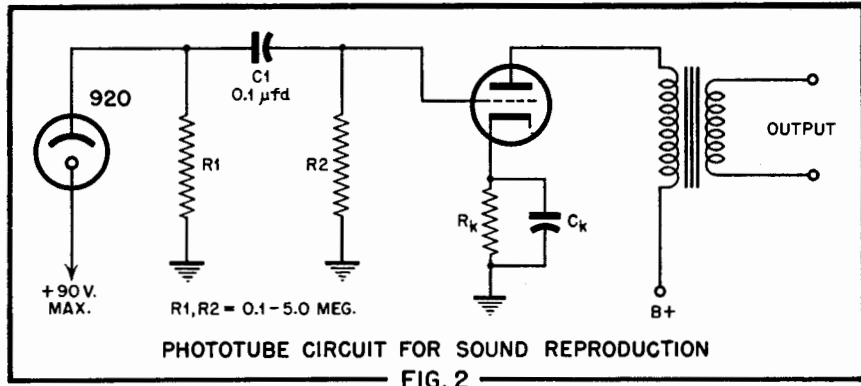 920
C1
0.1 μfd
R1
R2
Rk
Ck
OUTPUT
B+
+90 V.
MAX.
R1, R2 = 0.1-5.0 MEG.
PHOTOTUBE CIRCUIT FOR SOUND REPRODUCTION
FIG. 2